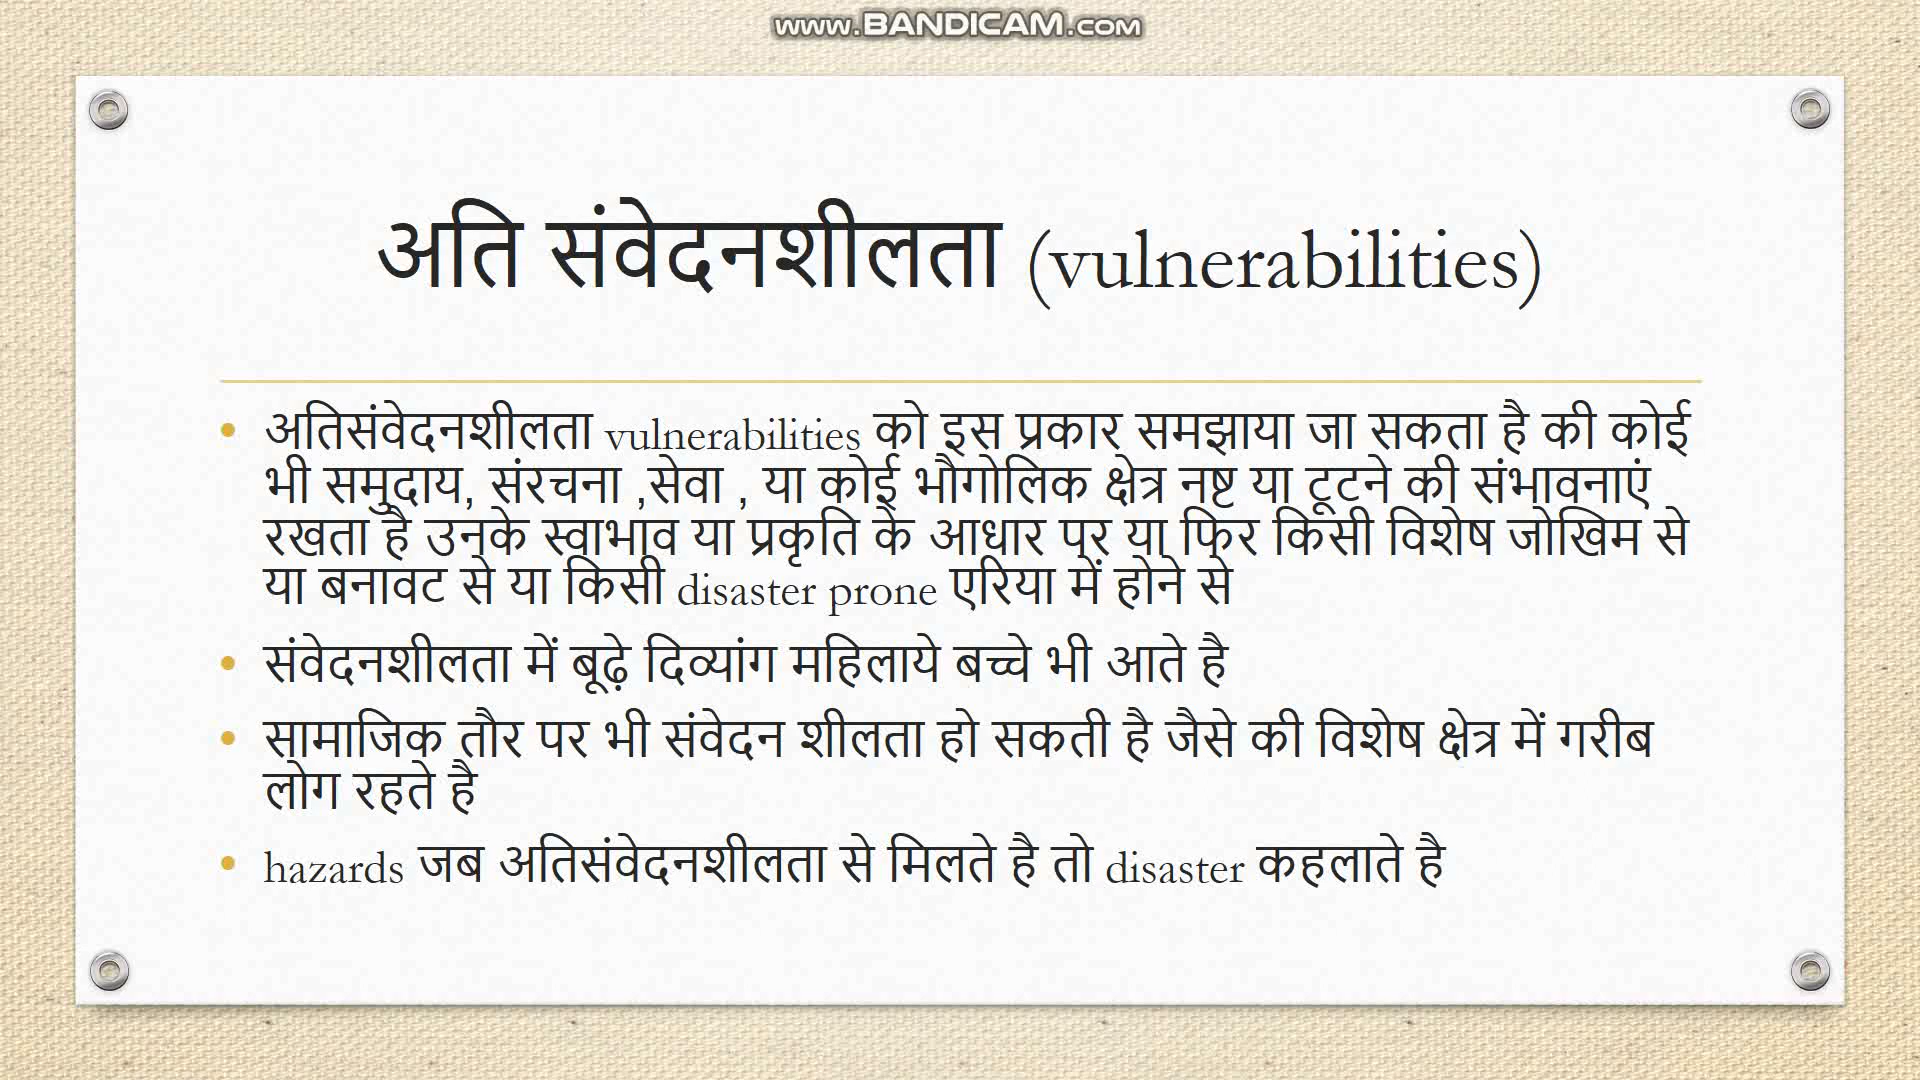 www.BANDICAM.com
अति संवेदनशीलता (vulnerabilities)
• अतिसंवेदनशीलता vulnerabilities को इस प्रकार समझाया जा सकता है की कोई
भी समुदाय, संरचना ,सेवा , या कोई भौगोलिक क्षेत्र नष्ट या टूटने की संभावनाएं
रखता है उनके स्वाभाव या प्रकृति के आधार पर या फिर किसी विशेष जोखिम से
या बनावट से या किसी disaster prone एरिया में होने से
• संवेदनशीलता में बूढ़े दिव्यांग महिलाये बच्चे भी आते है
• सामाजिक तौर पर भी संवेदन शीलता हो सकती है जैसे की विशेष क्षेत्र में गरीब
लोग रहते है
• hazards जब अतिसंवेदनशीलता से मिलते है तो disaster कहलाते है